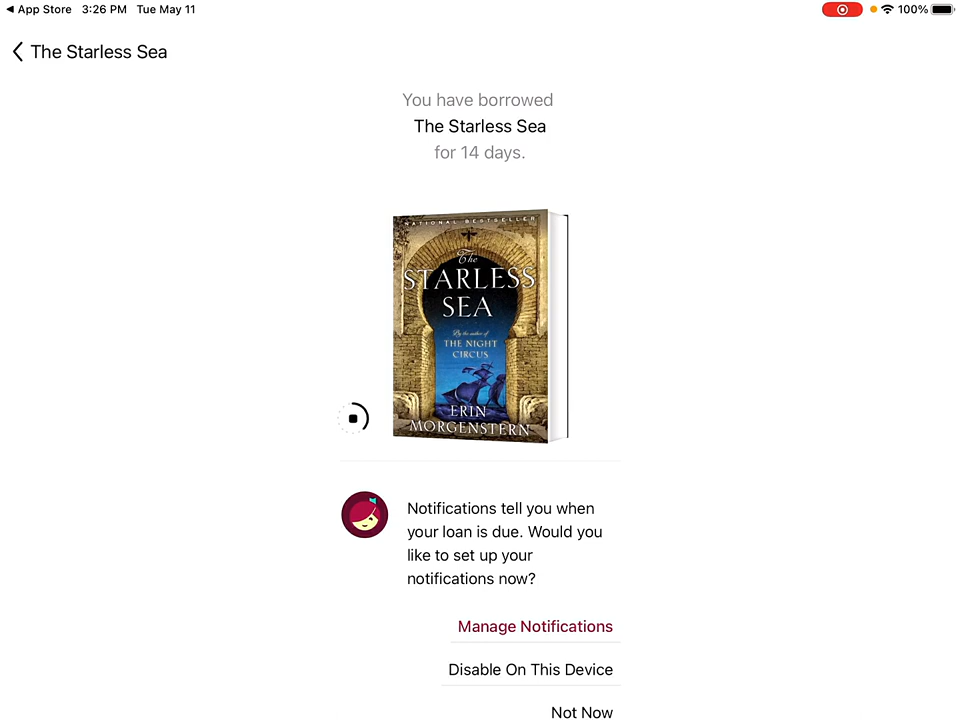 ◀ App Store 3:26 PM Tue May 11 100%
The Starless Sea
You have borrowed
The Starless Sea
for 14 days.
NATIONAL BESTSELLER
The
STARLESS
SEA
By the author of
THE NIGHT
CIRCUS
ERIN
MORGENSTERN
Notifications tell you when
your loan is due. Would you
like to set up your
notifications now?
Manage Notifications
Disable On This Device
Not Now